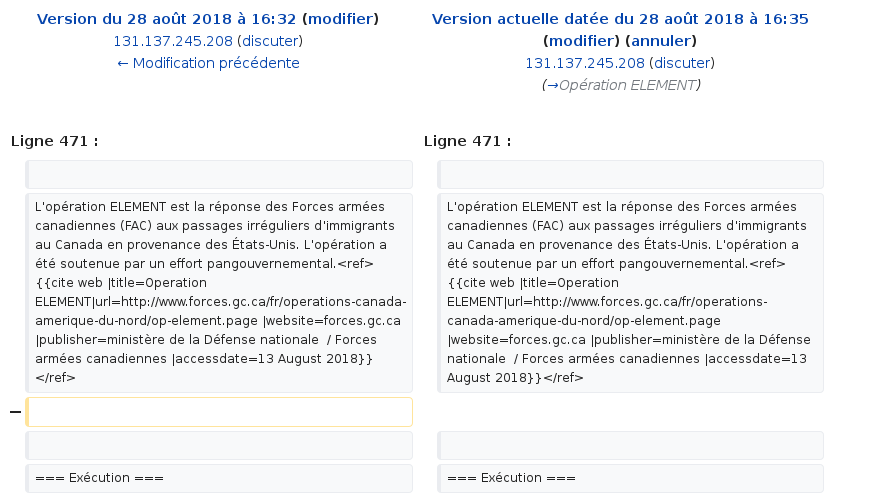 Version du 28 août 2018 à 16:32 (modifier)
131.137.245.208 (discuter)
← Modification précédente
Version actuelle datée du 28 août 2018 à 16:35
(modifier) (annuler)
131.137.245.208 (discuter)
(→Opération ELEMENT)
Ligne 471 :
Ligne 471 :
L'opération ELEMENT est la réponse des Forces armées
canadiennes (FAC) aux passages irréguliers d'immigrants
au Canada en provenance des États-Unis. L'opération a
été soutenue par un effort pangouvernemental.<ref>
{{cite web |title=Operation
ELEMENT|url=http://www.forces.gc.ca/fr/operations-canada-
amerique-du-nord/op-element.page |website=forces.gc.ca
|publisher=ministère de la Défense nationale  / Forces
armées canadiennes |accessdate=13 August 2018}}
</ref>
L'opération ELEMENT est la réponse des Forces armées
canadiennes (FAC) aux passages irréguliers d'immigrants
au Canada en provenance des États-Unis. L'opération a
été soutenue par un effort pangouvernemental.<ref>
{{cite web |title=Operation
ELEMENT|url=http://www.forces.gc.ca/fr/operations-
canada-amerique-du-nord/op-element.page
|website=forces.gc.ca |publisher=ministère de la Défense
nationale  / Forces armées canadiennes |accessdate=13
August 2018}}</ref>
−
=== Exécution ===
=== Exécution ===